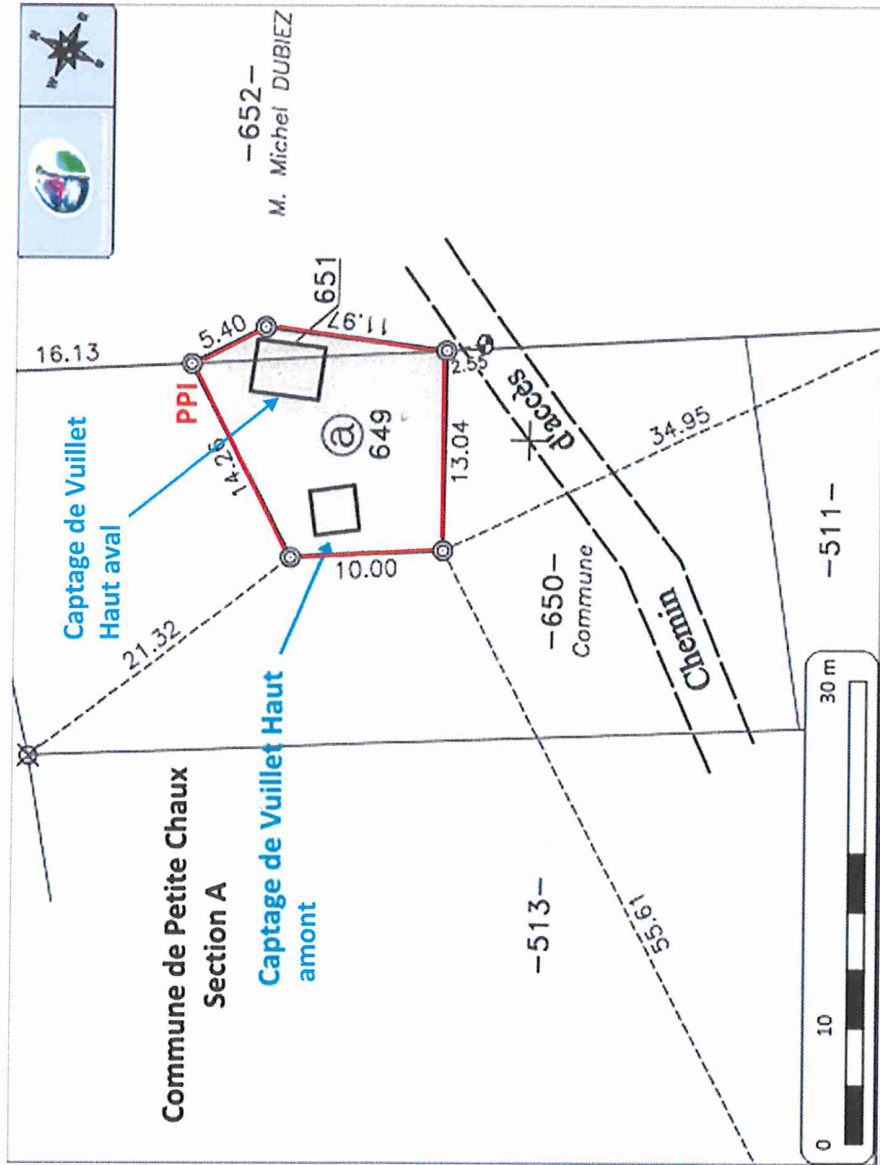 Commune de Petite Chaux
Section A
Captage de Vuillet Haut
amont
Captage de Vuillet
Haut aval
PPI
16.13
5.40
14.26
11.97
651
21.32
10.00
a
649
13.04
2.55
-652-
M. Michel DUBIEZ
-650-
Commune
Chemin
d'accès
34.95
-511-
-513-
55.61
0
10
30 m